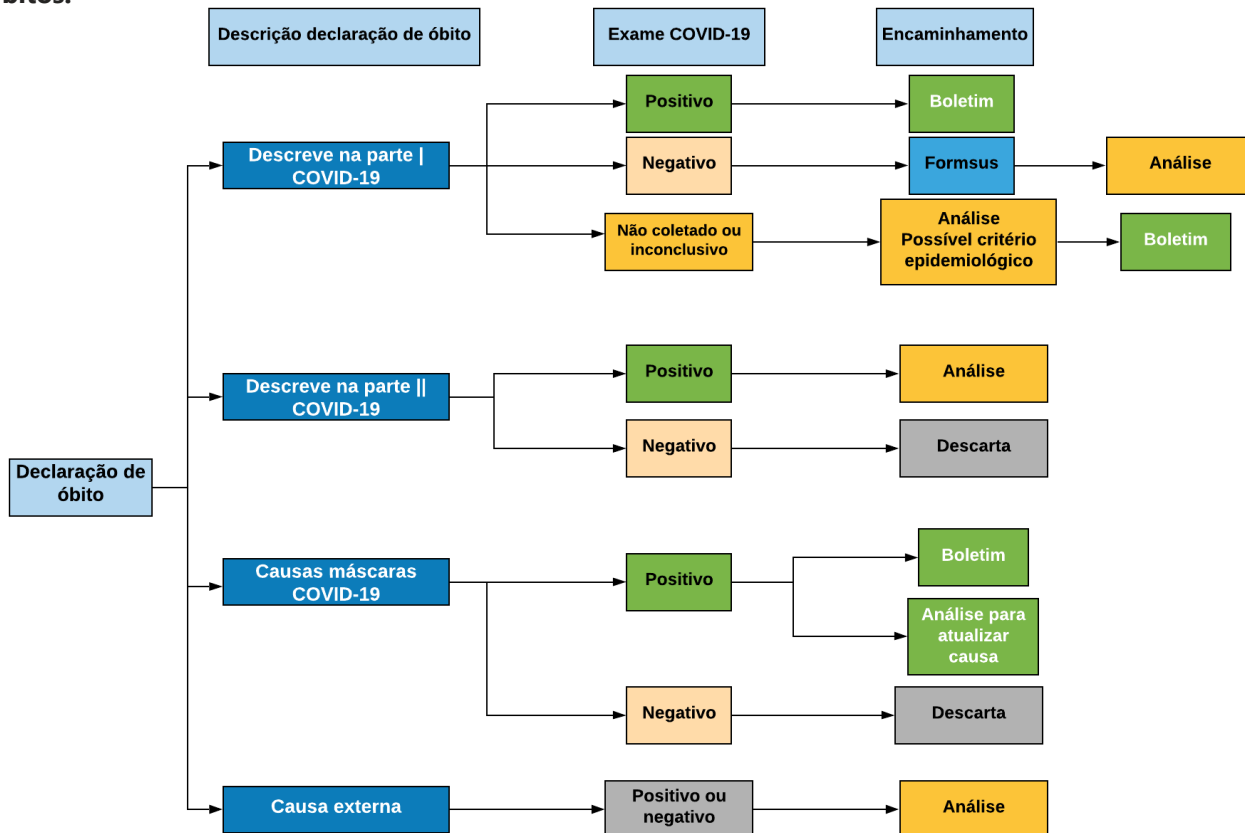 bitos.
Descrição declaração de óbito
Exame COVID-19
Encaminhamento
Positivo
Boletim
Descreve na parte |
COVID-19
Negativo
Formsus
Análise
Não coletado ou
inconclusivo
Análise
Possível critério
epidemiológico
Boletim
Descreve na parte ||
COVID-19
Positivo
Análise
Negativo
Descarta
Declaração de
óbito
Causas máscaras
COVID-19
Positivo
Boletim
Análise para
atualizar
causa
Negativo
Descarta
Causa externa
Positivo ou
negativo
Análise